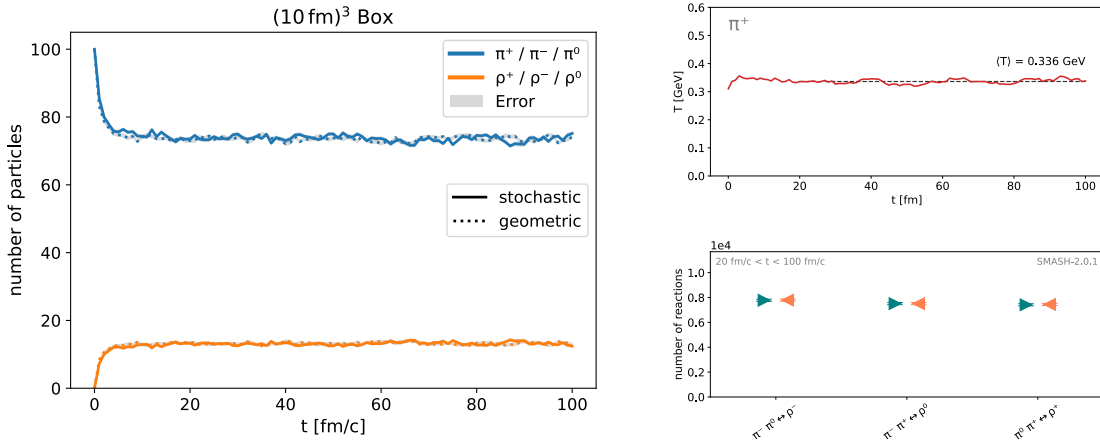 (10 fm)³ Box
number of particles
100
80
60
40
20
0
π⁺ / π⁻ / π⁰
ρ⁺ / ρ⁻ / ρ⁰
Error
stochastic
geometric
0 20 40 60 80 100
t [fm/c]
T [GeV]
0.6
0.5
0.4
0.3
0.2
0.1
0.0
π⁺
⟨T⟩ = 0.336 GeV
0 20 40 60 80 100
t [fm]
1e4
number of reactions
1.0
0.8
0.6
0.4
0.2
0.0
20 fm/c < t < 100 fm/c SMASH-2.0.1
π⁻ π⁰ ↔ ρ⁻
π⁻ π⁺ ↔ ρ⁰
π⁰ π⁺ ↔ ρ⁺